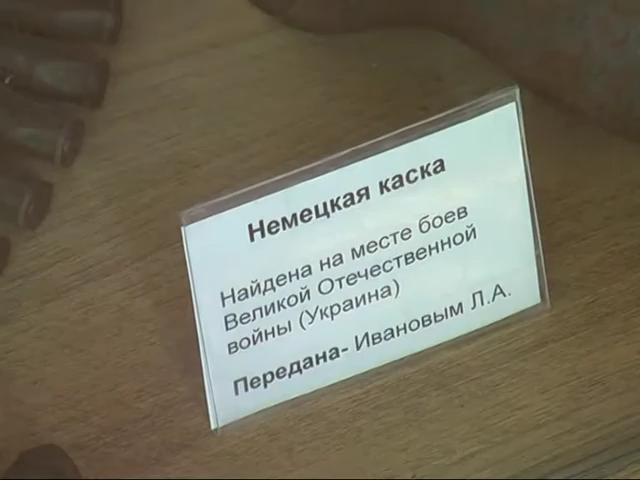 Немецкая каска
Найдена на месте боев
Великой Отечественной
войны (Украина)
Передана- Ивановым Л.А.